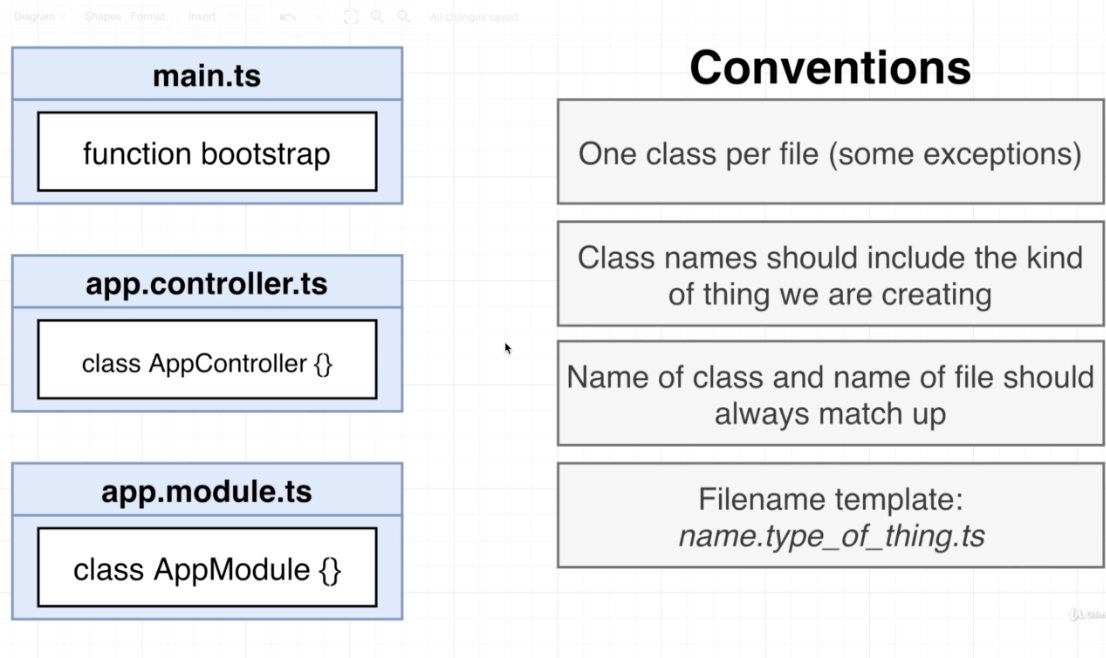 Diagram Shapes Format Insert All changes saved
main.ts
function bootstrap
app.controller.ts
class AppController {}
app.module.ts
class AppModule {}
Conventions
One class per file (some exceptions)
Class names should include the kind
of thing we are creating
Name of class and name of file should
always match up
Filename template:
name.type_of_thing.ts